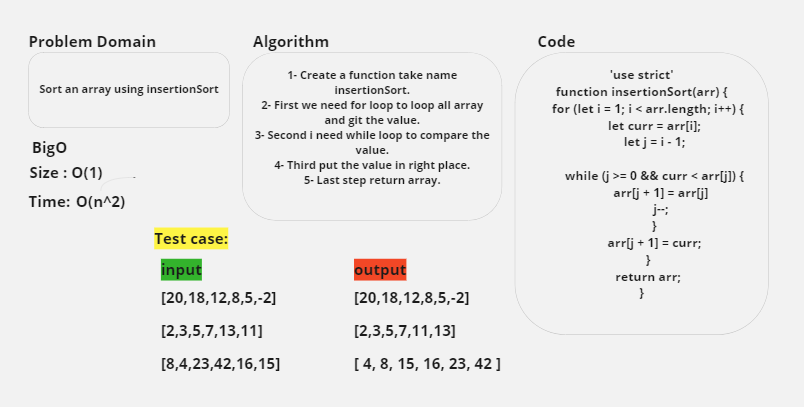 Problem Domain
Sort an array using insertionSort
BigO
Size : O(1)
Time: O(n^2)
Algorithm
1- Create a function take name
insertionSort.
2- First we need for loop to loop all array
and git the value.
3- Second i need while loop to compare the
value.
4- Third put the value in right place.
5- Last step return array.
Code
'use strict'
function insertionSort(arr) {
for (let i = 1; i < arr.length; i++) {
let curr = arr[i];
let j = i - 1;
while (j >= 0 && curr < arr[j]) {
arr[j + 1] = arr[j]
j--;
}
arr[j + 1] = curr;
}
return arr;
}
Test case:
input
[20,18,12,8,5,-2]
[2,3,5,7,13,11]
[8,4,23,42,16,15]
output
[20,18,12,8,5,-2]
[2,3,5,7,11,13]
[ 4, 8, 15, 16, 23, 42 ]